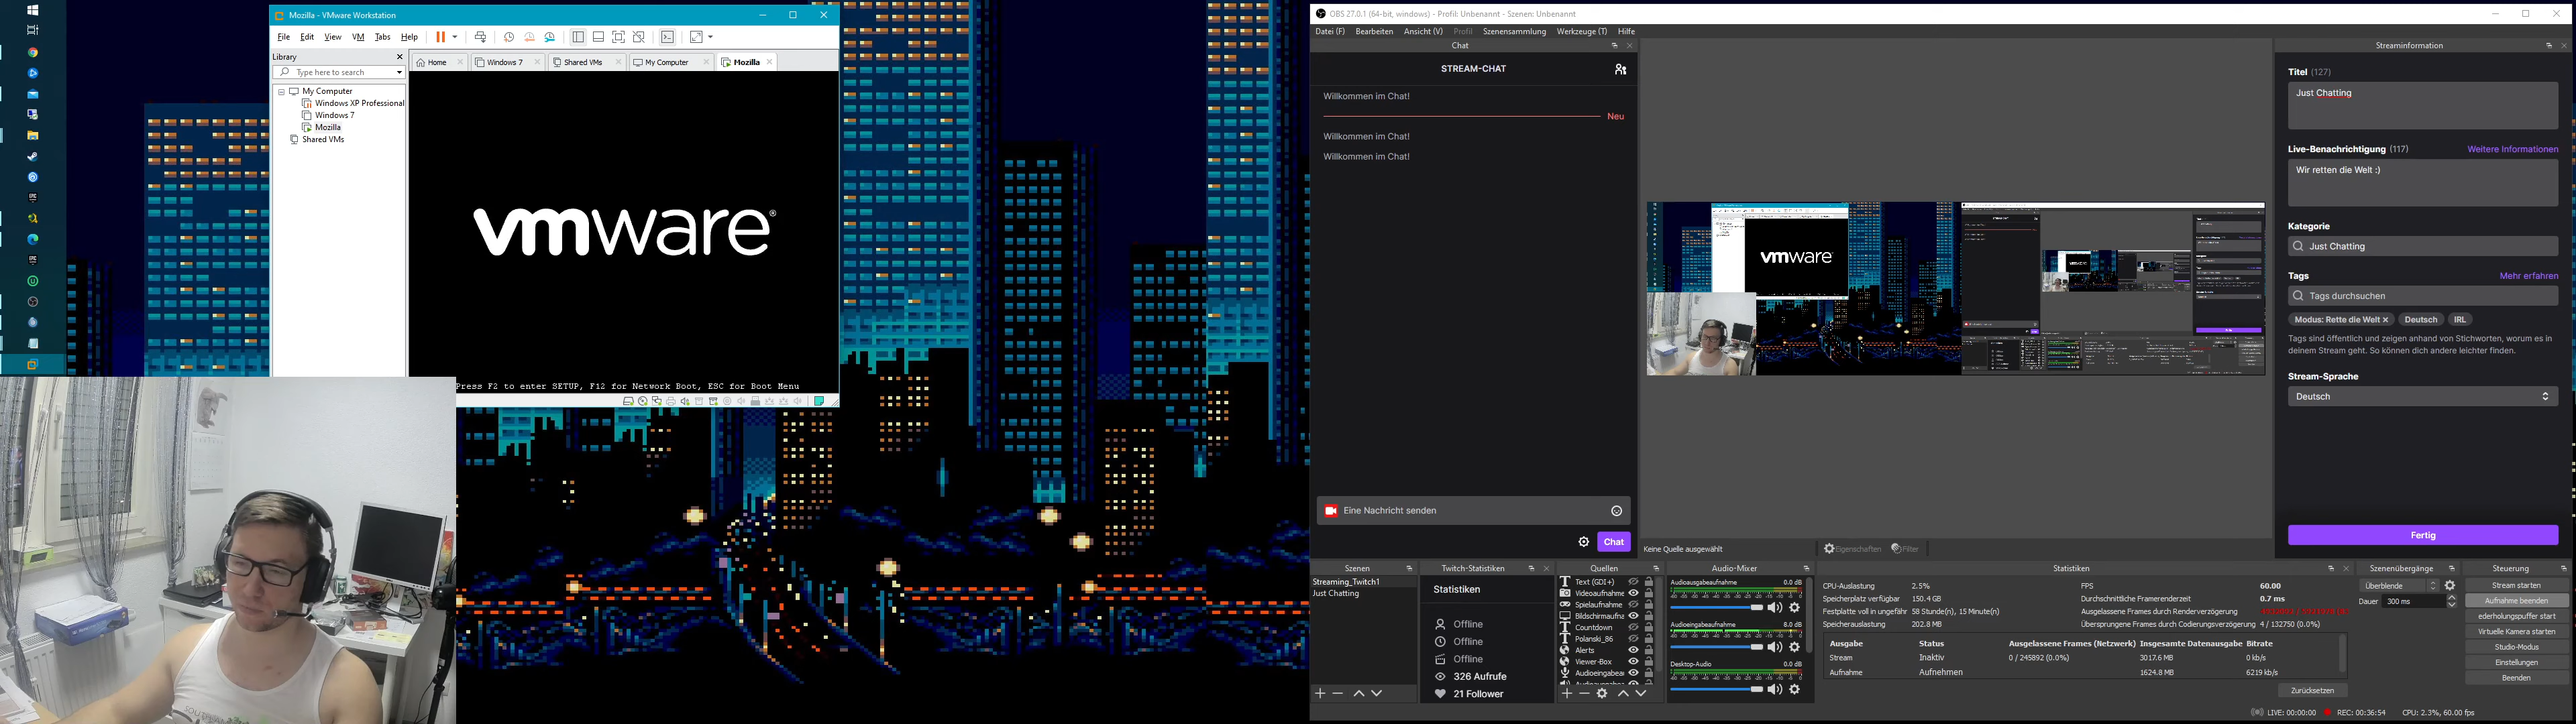 Mozilla - VMware Workstation
File Edit View VM Tabs Help
Library
Type here to search
My Computer
Windows XP Professional
Windows 7
Mozilla
Shared VMs
Home
Windows 7
Shared VMs
My Computer
Mozilla
vmware®
Press F2 to enter SETUP, F12 for Network Boot, ESC for Boot Menu
OBS 27.0.1 (64-bit, windows) - Profil: Unbenannt - Szenen: Unbenannt
Datei (F) Bearbeiten Ansicht (V) Profil Szenensammlung Werkzeuge (T) Hilfe
Chat
STREAM-CHAT
Willkommen im Chat!
Neu
Willkommen im Chat!
Willkommen im Chat!
Eine Nachricht senden
Chat
vmware
Keine Quelle ausgewählt
Eigenschaften
Filter
Streaminformation
Titel (127)
Just Chatting
Live-Benachrichtigung (117) Weitere Informationen
Wir retten die Welt :)
Kategorie
Just Chatting
Tags Mehr erfahren
Tags durchsuchen
Modus: Rette die Welt
Deutsch
IRL
Tags sind öffentlich und zeigen anhand von Stichworten, worum es in
deinem Stream geht. So können dich andere leichter finden.
Stream-Sprache
Deutsch
Fertig
Szenen
Streaming_Twitch1
Just Chatting
Twitch-Statistiken
Statistiken
Offline
Offline
Offline
326 Aufrufe
21 Follower
Quellen
Text (GDI+)
Videoaufnahme
Spielaufnahme
Bildschirmaufna
Countdown
Polanski_86
Alerts
Viewer-Box
Audioeingabea
Audio-Mixer
Audioausgabeaufnahme 0.0 dB
Audioeingabeaufnahme 8.0 dB
Desktop-Audio 0.0 dB
Statistiken
CPU-Auslastung 2.5%
Speicherplatz verfügbar 150.4 GB
Festplatte voll in ungefähr 58 Stunde(n), 15 Minute(n)
Speicherauslastung 202.8 MB
FPS 60.00
Durchschnittliche Framerenderzeit 0.7 ms
Ausgelassene Frames durch Renderverzögerung
Übersprungene Frames durch Codierungsverzögerung 4 / 132750 (0.0%)
Ausgabe Status Ausgelassene Frames (Netzwerk) Insgesamte Datenausgabe Bitrate
Stream Inaktiv 0 / 245892 (0.0%) 3017.6 MB 0 kb/s
Aufnahme Aufnehmen 1624.8 MB 6219 kb/s
Zurücksetzen
Szenenübergänge
Überblende
Dauer 300 ms
Steuerung
Stream starten
Aufnahme beenden
ederholungspuffer start
Virtuelle Kamera starten
Studio-Modus
Einstellungen
Beenden
LIVE: 00:00:00 REC: 00:36:54 CPU: 2.3%, 60.00 fps